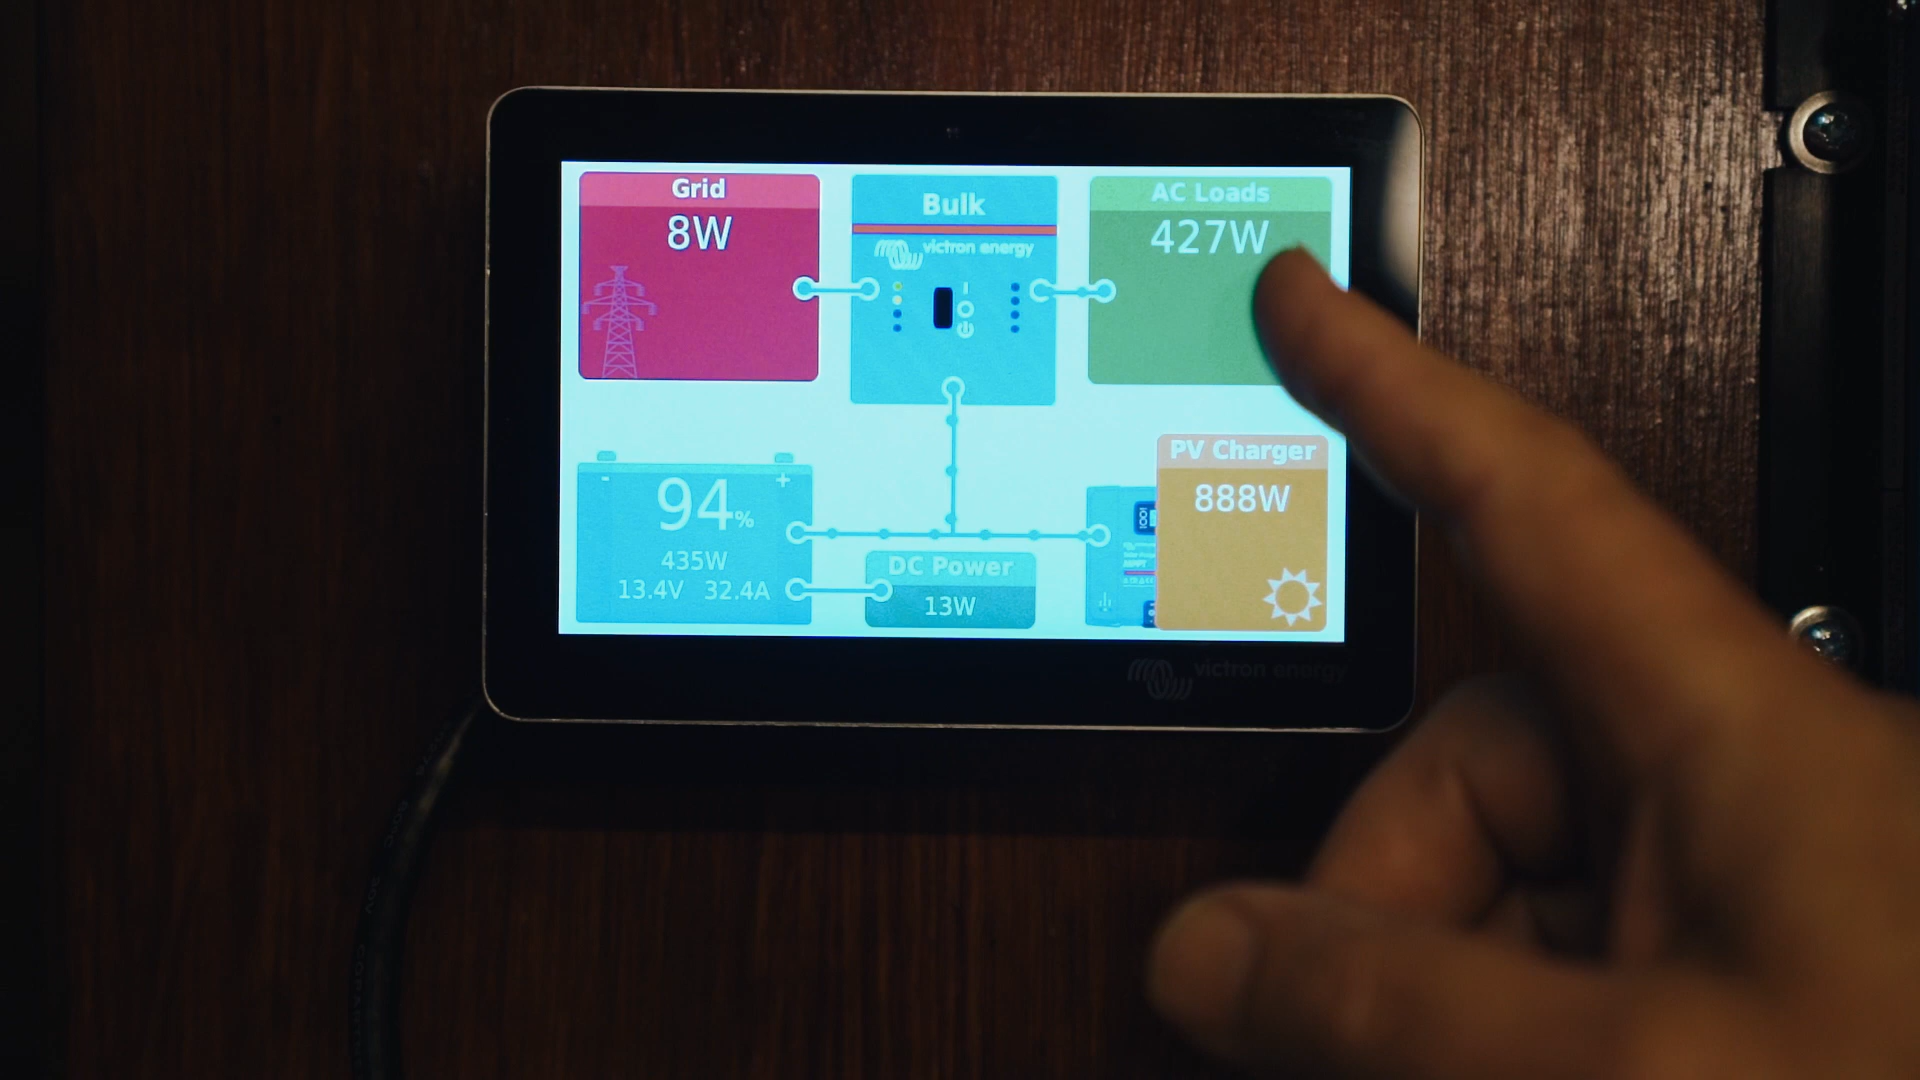 Grid
8W
Bulk
victron energy
AC Loads
427W
94%
- +
435W
13.4V 32.4A
DC Power
13W
PV Charger
888W
victron energy